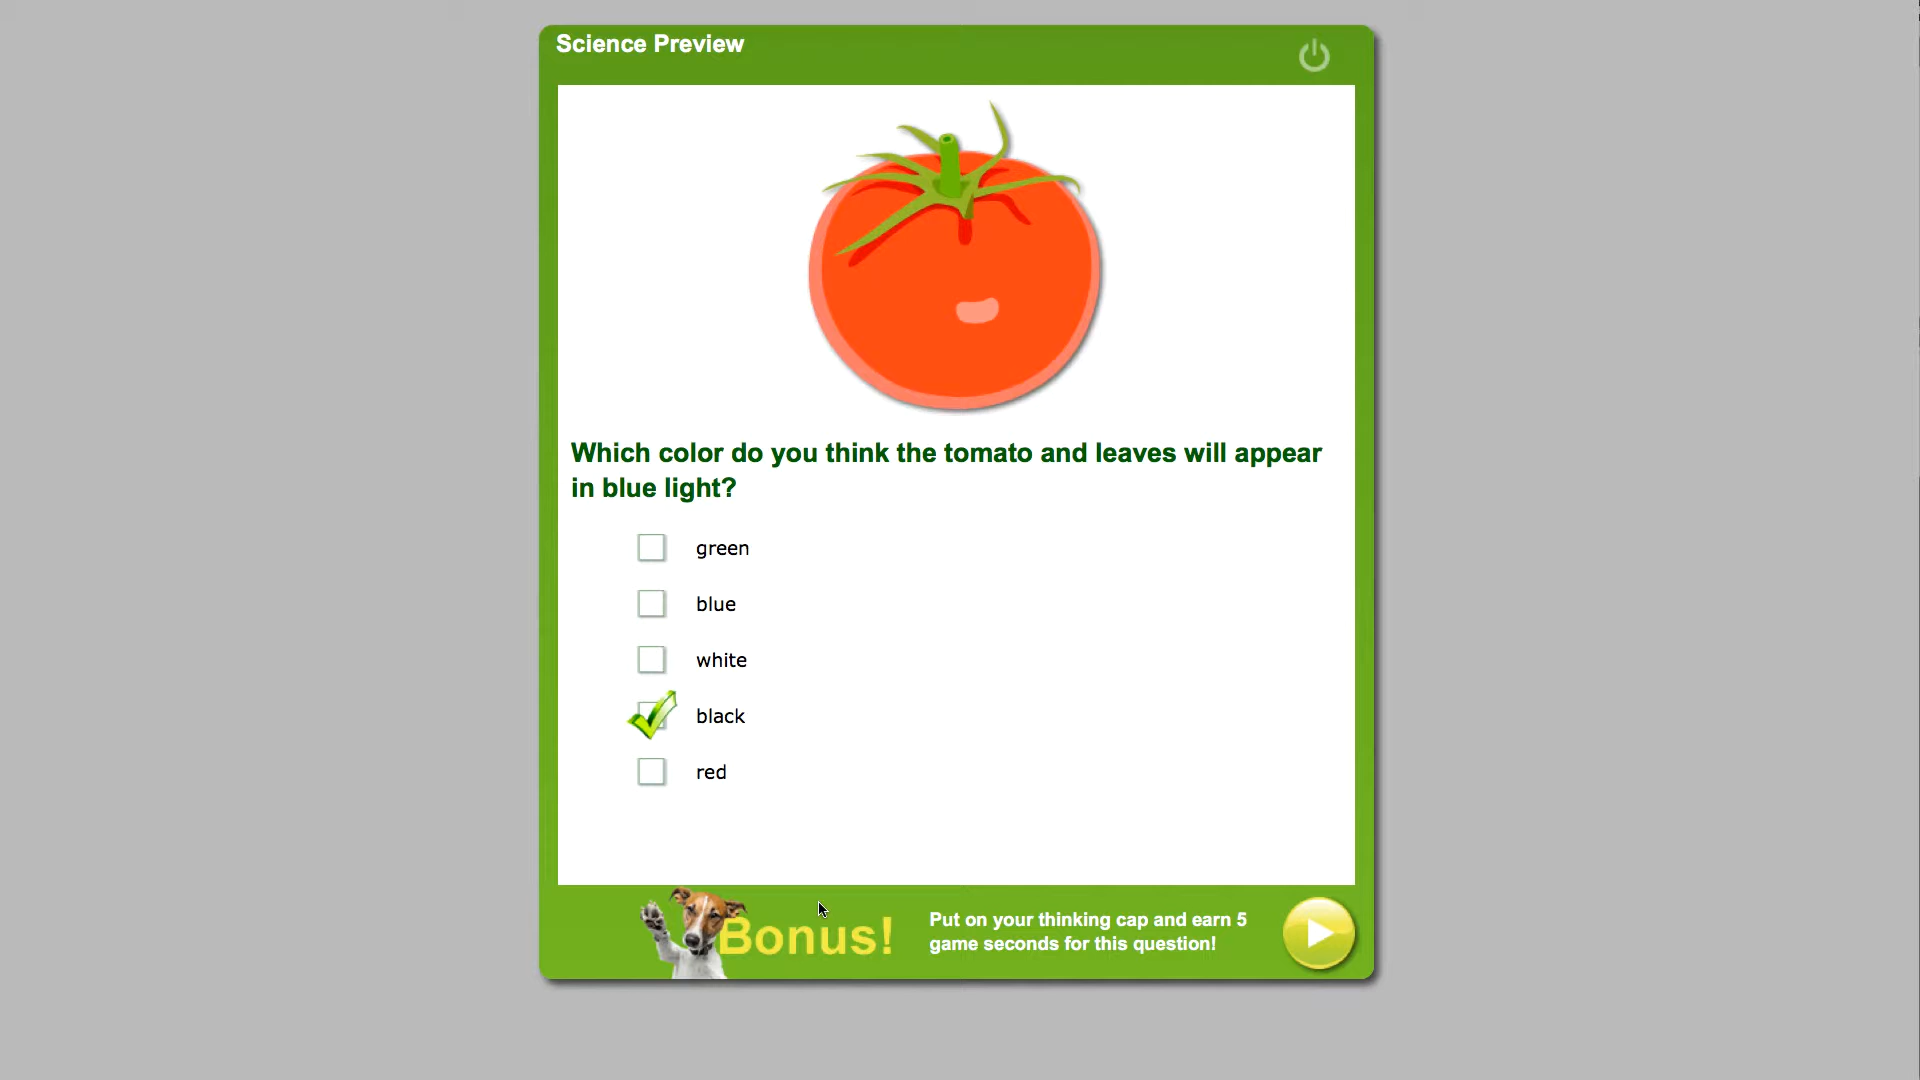 Science Preview
Which color do you think the tomato and leaves will appear
in blue light?
green
blue
white
black
red
Bonus!
Put on your thinking cap and earn 5
game seconds for this question!